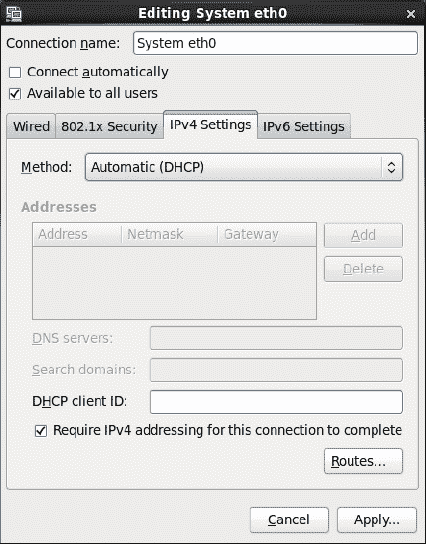 Editing System eth0
Connection name: System eth0
Connect automatically
Available to all users
Wired 802.1x Security IPv4 Settings IPv6 Settings
Method: Automatic (DHCP)
Addresses
Address Netmask Gateway Add
Delete
DNS servers:
Search domains:
DHCP client ID:
Require IPv4 addressing for this connection to complete
Routes...
Cancel Apply...